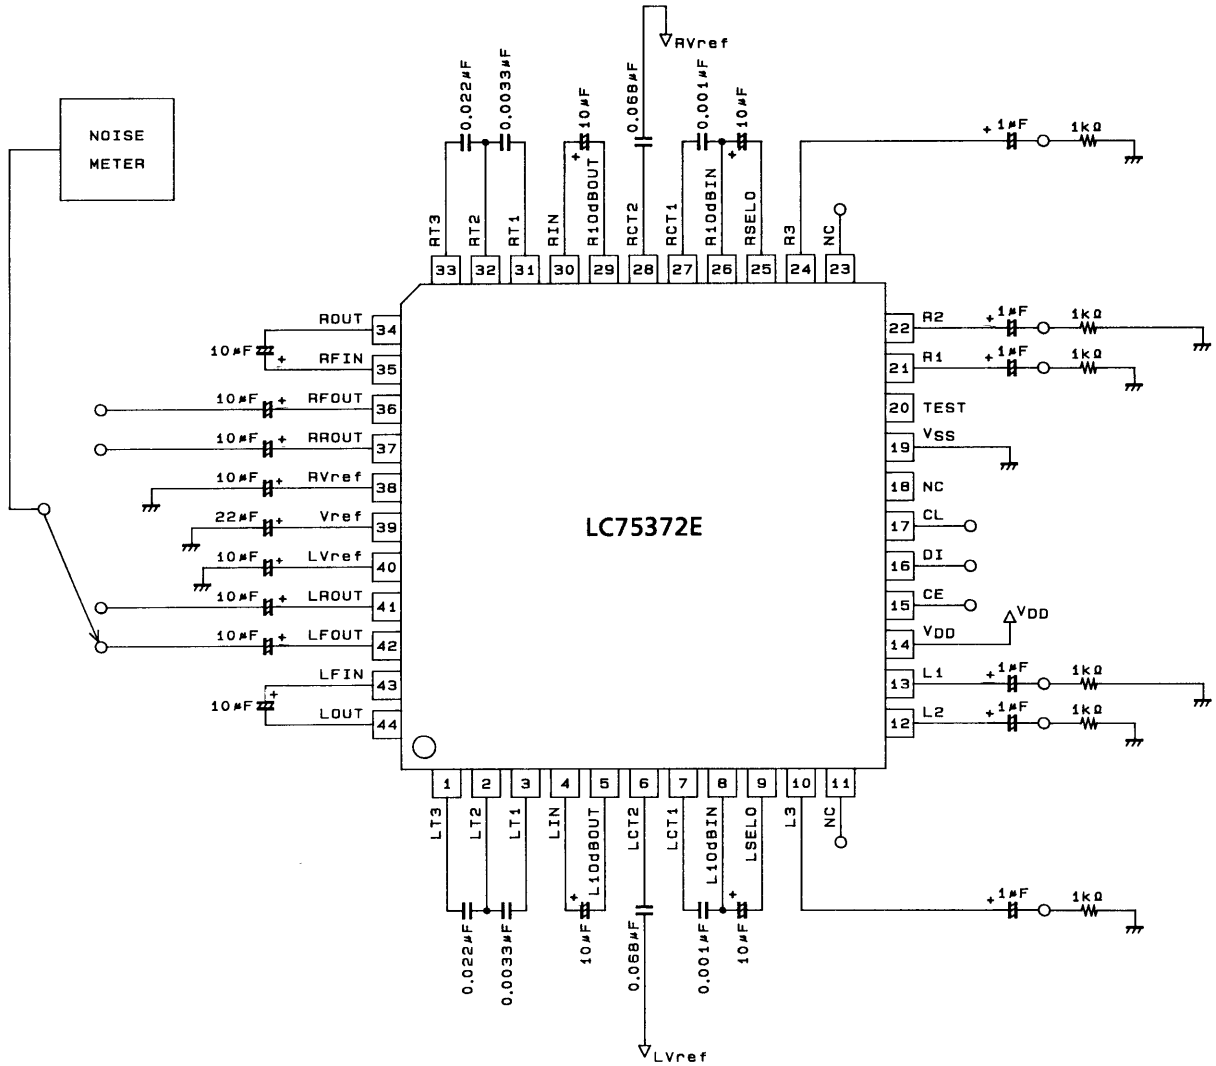 RVref
0.022µF
0.0033µF
10µF
0.068µF
0.001µF
10µF
1µF
1kΩ
NOISE
METER
RT3
RT2
RT1
RIN
R10dBOUT
RCT2
RCT1
R10dBIN
RSELO
R3
NC
33
32
31
30
29
28
27
26
25
24
23
ROUT
34
10µF
RFIN
35
10µF
RFOUT
36
10µF
RROUT
37
10µF
RVref
38
22µF
Vref
39
10µF
LVref
40
10µF
LROUT
41
10µF
LFOUT
42
LFIN
43
10µF
LOUT
44
LC75372E
22
R2
1µF
1kΩ
21
R1
1µF
1kΩ
20
TEST
19
VSS
18
NC
17
CL
16
DI
15
CE
14
VDD
VDD
13
L1
1µF
1kΩ
12
L2
1µF
1kΩ
1
2
3
4
5
6
7
8
9
10
11
LT3
LT2
LT1
LIN
L10dBOUT
LCT2
LCT1
L10dBIN
LSELO
L3
NC
1µF
1kΩ
0.022µF
0.0033µF
10µF
0.068µF
0.001µF
10µF
LVref